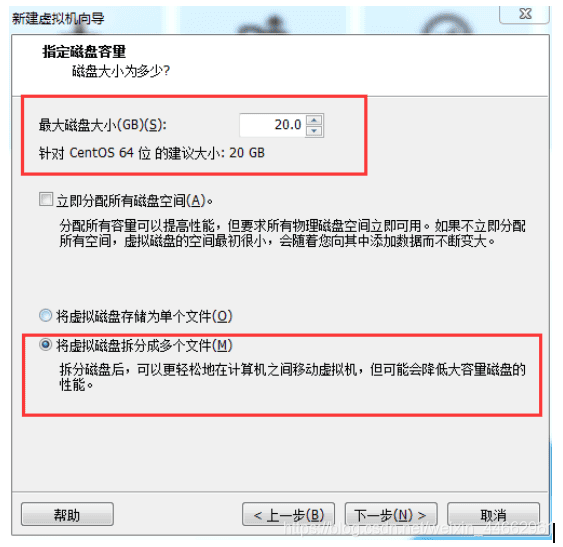 新建虚拟机向导
指定磁盘容量
磁盘大小为多少?
最大磁盘大小(GB)(S):
20.0
针对 CentOS 64 位 的建议大小: 20 GB
立即分配所有磁盘空间(A)。
分配所有容量可以提高性能，但要求所有物理磁盘空间立即可用。如果不立即分配
所有空间，虚拟磁盘的空间最初很小，会随着您向其中添加数据而不断变大。
将虚拟磁盘存储为单个文件(O)
将虚拟磁盘拆分成多个文件(M)
拆分磁盘后，可以更轻松地在计算机之间移动虚拟机，但可能会降低大容量磁盘的
性能。
帮助
< 上一步(B)
下一步(N) >
取消